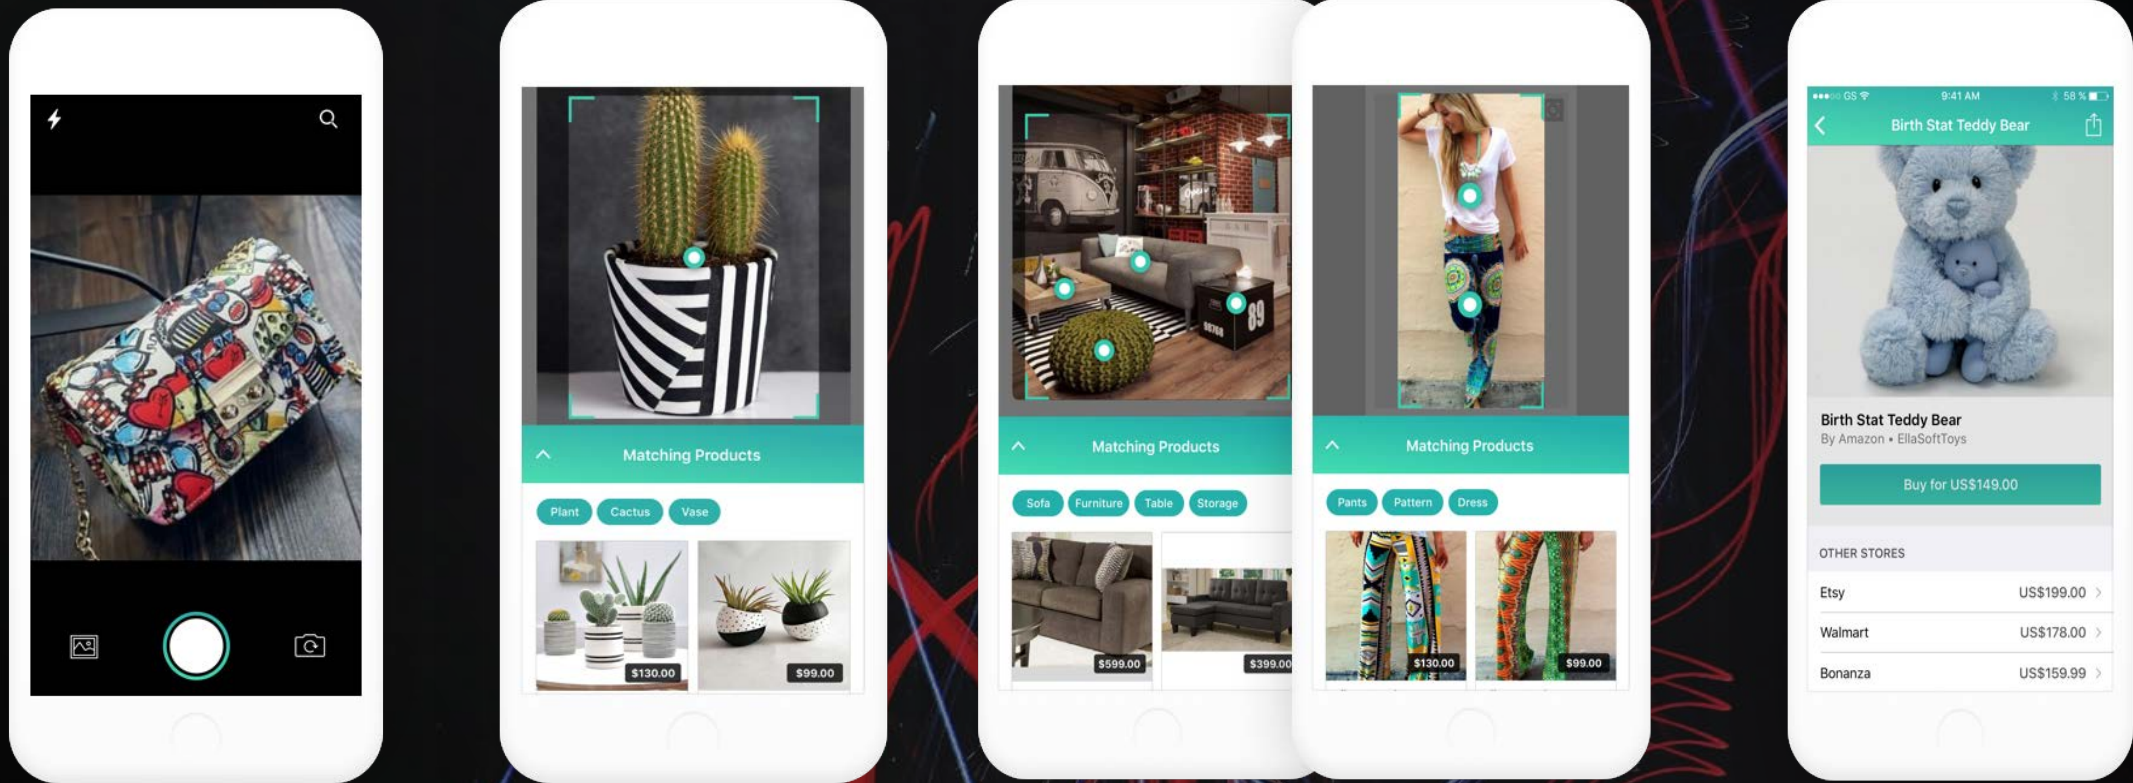 Matching Products
Plant Cactus Vase
$130.00 $99.00
BAR
Open
89
98768
Matching Products
Sofa Furniture Table Storage
$599.00 $399.00
Matching Products
Pants Pattern Dress
$130.00 $99.00
GS 9:41 AM 58 %
Birth Stat Teddy Bear
Birth Stat Teddy Bear
By Amazon • EllaSoftToys
Buy for US$149.00
OTHER STORES
Etsy US$199.00
Walmart US$178.00
Bonanza US$159.99